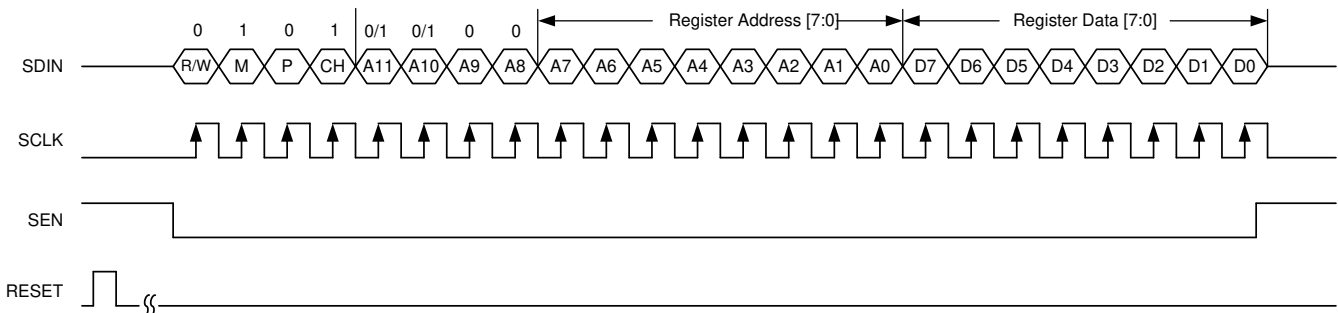 0 1 0 1 0/1 0/1 0 0 Register Address [7:0] Register Data [7:0]
SDIN R/W M P CH A11 A10 A9 A8 A7 A6 A5 A4 A3 A2 A1 A0 D7 D6 D5 D4 D3 D2 D1 D0
SCLK
SEN
RESET